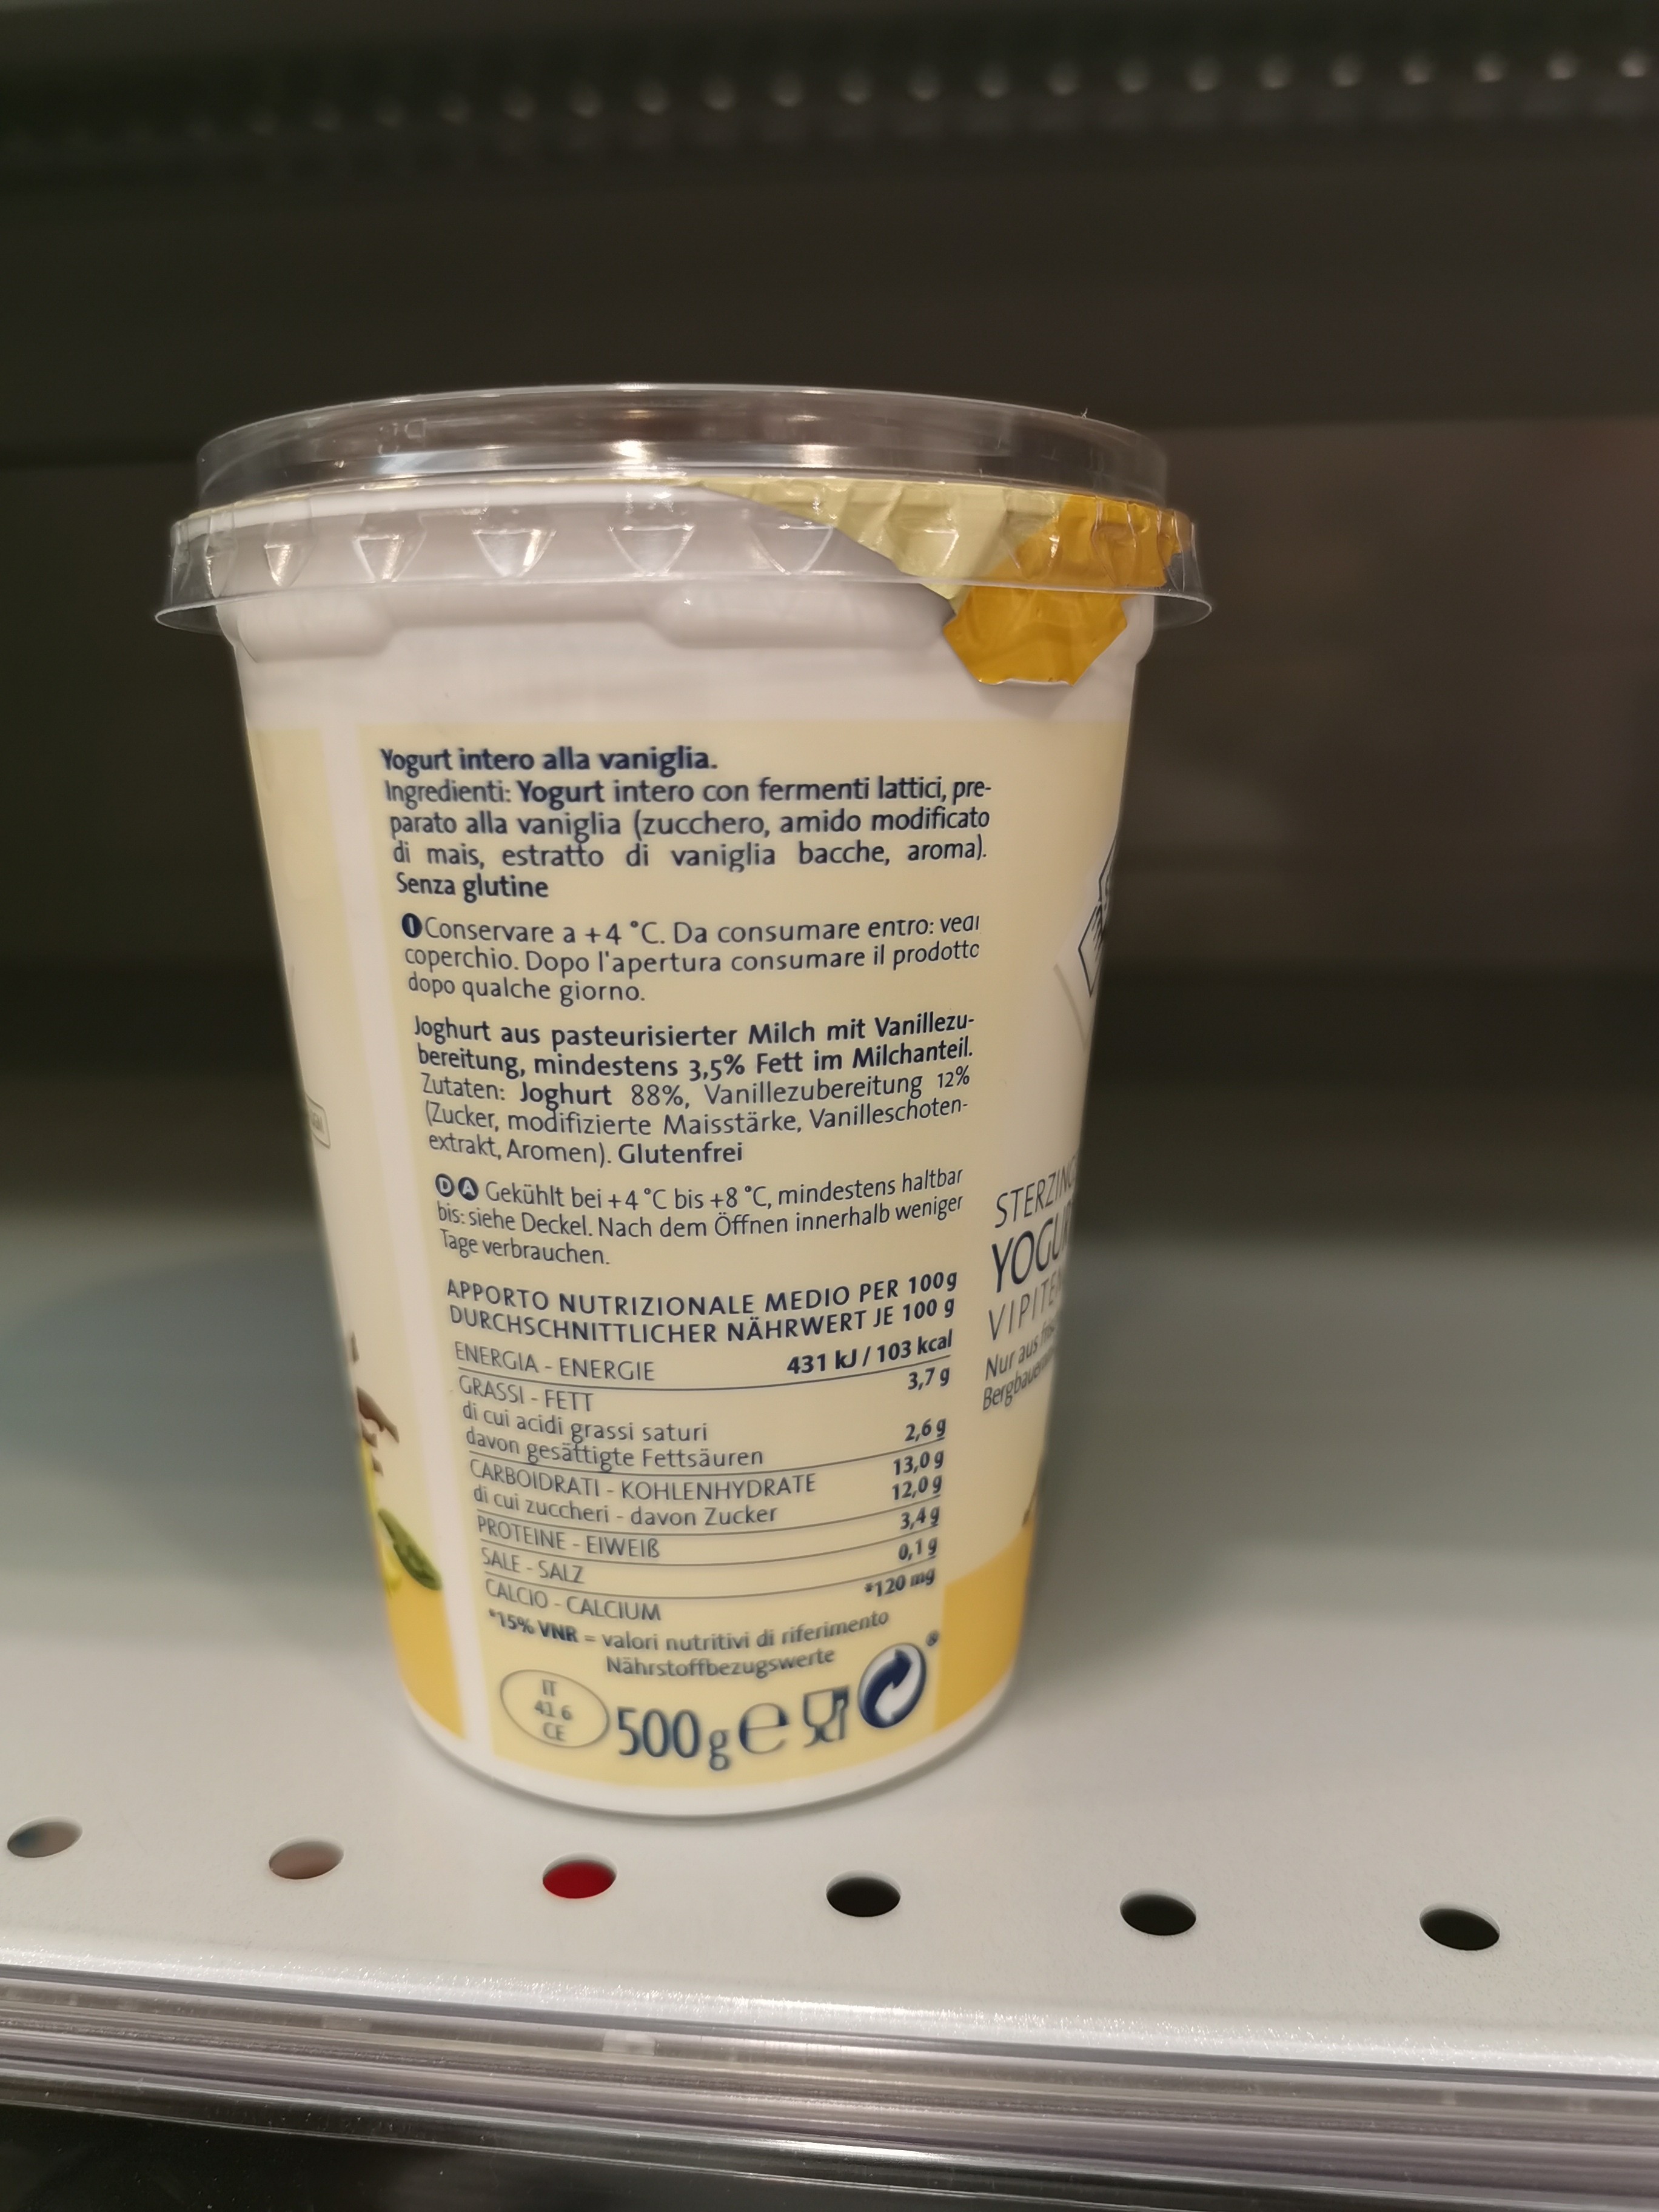 Yogurt intero alla vaniglia.
Ingredienti: Yogurt intero con fermenti lattici, pre-
parato alla vaniglia (zucchero, amido modificato
di mais, estratto di vaniglia bacche, aroma).
Senza glutine
I Conservare a +4 °C. Da consumare entro: vedi
coperchio. Dopo l'apertura consumare il prodotto
dopo qualche giorno.
Joghurt aus pasteurisierter Milch mit Vanillezu-
bereitung, mindestens 3,5% Fett im Milchanteil.
Zutaten: Joghurt 88%, Vanillezubereitung 12%
(Zucker, modifizierte Maisstärke, Vanilleschoten-
extrakt, Aromen). Glutenfrei
D A Gekühlt bei +4 °C bis +8 °C, mindestens haltbar
bis: siehe Deckel. Nach dem Öffnen innerhalb weniger
Tage verbrauchen.
APPORTO NUTRIZIONALE MEDIO PER 100g
DURCHSCHNITTLICHER NÄHRWERT JE 100 g
ENERGIA - ENERGIE 431 kJ / 103 kcal
GRASSI - FETT 3,7 g
di cui acidi grassi saturi
davon gesättigte Fettsäuren 2,6 g
CARBOIDRATI - KOHLENHYDRATE 13,0 g
di cui zuccheri - davon Zucker 12,0 g
PROTEINE - EIWEIß 3,4 g
SALE - SALZ 0,1 g
CALCIO - CALCIUM *120 mg
*15% VNR = valori nutritivi di riferimento
Nährstoffbezugswerte
IT
41 6
CE
500 g e
STERZING
YOGU
VIPITE
Nur aus